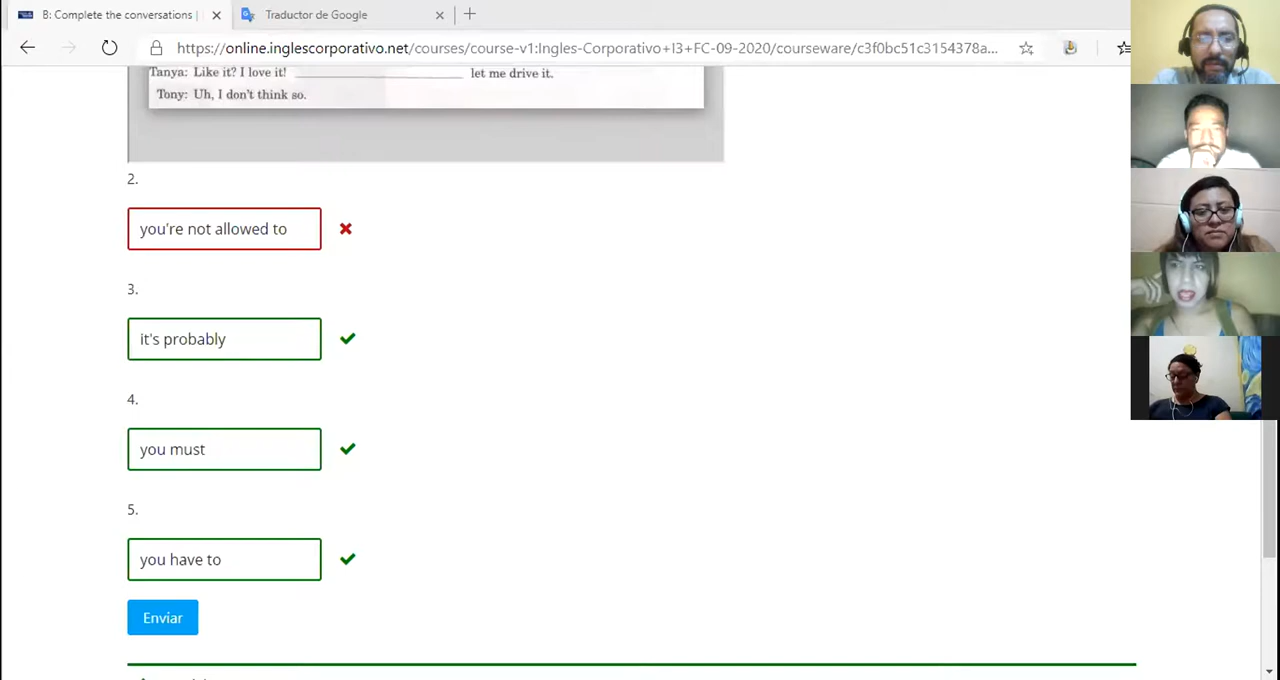 B: Complete the conversations |
Traductor de Google
https://online.inglescorporativo.net/courses/course-v1:Ingles-Corporativo+I3+FC-09-2020/courseware/c3f0bc51c3154378a...
Tanya: Like it? I love it! ______ let me drive it.
Tony: Uh, I don't think so.
2.
you're not allowed to
3.
it's probably
4.
you must
5.
you have to
Enviar